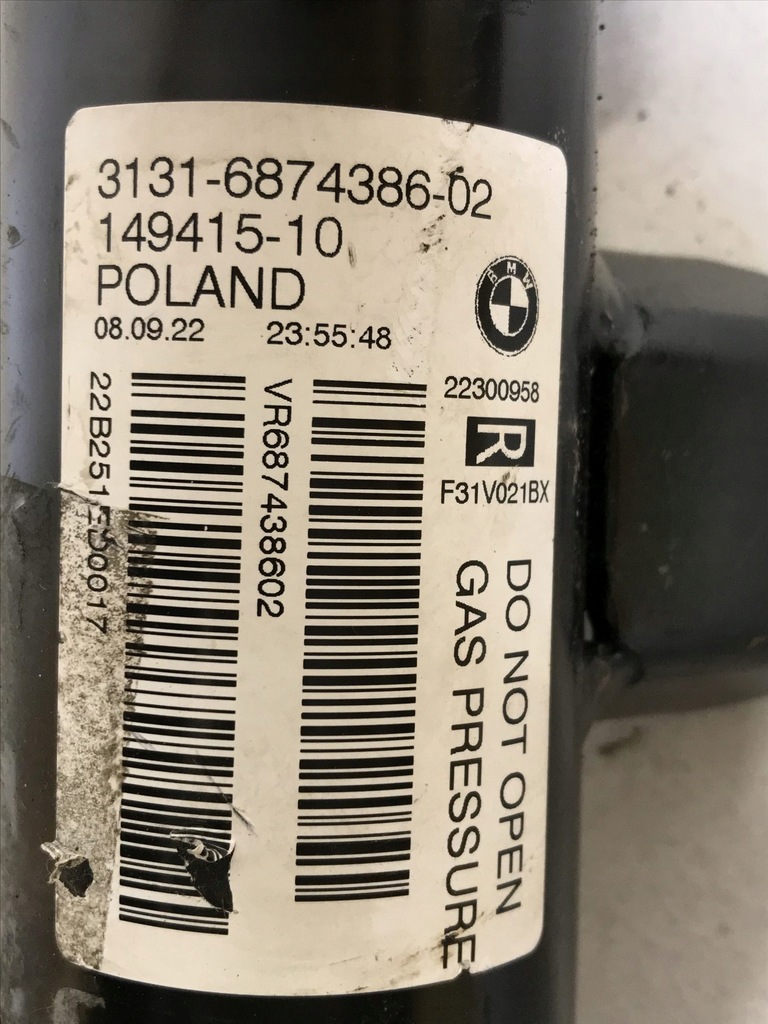 3131-6874386-02
149415-10
POLAND
08.09.22 23:55:48
BMW
22300958
R
F31V021BX
VR687438602
DO NOT OPEN
GAS PRESSURE